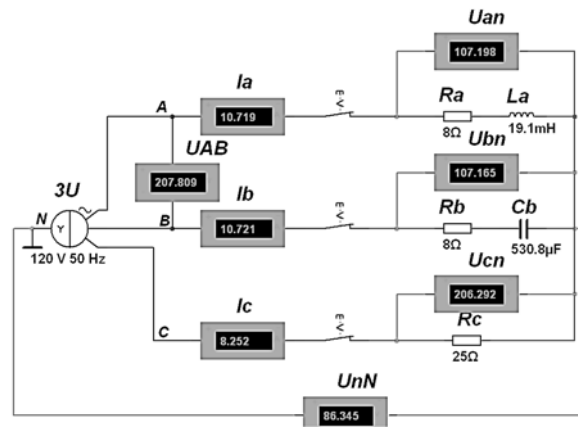 Uan
107.198
Ia
Ra La
A
10.719
8Ω 19.1mH
UAB
Ubn
207.809
107.165
3U
Ib
Rb Cb
N
B
10.721
8Ω
530.8µF
120 V 50 Hz
Ucn
Ic
206.292
Rc
C
8.252
25Ω
UnN
86.345